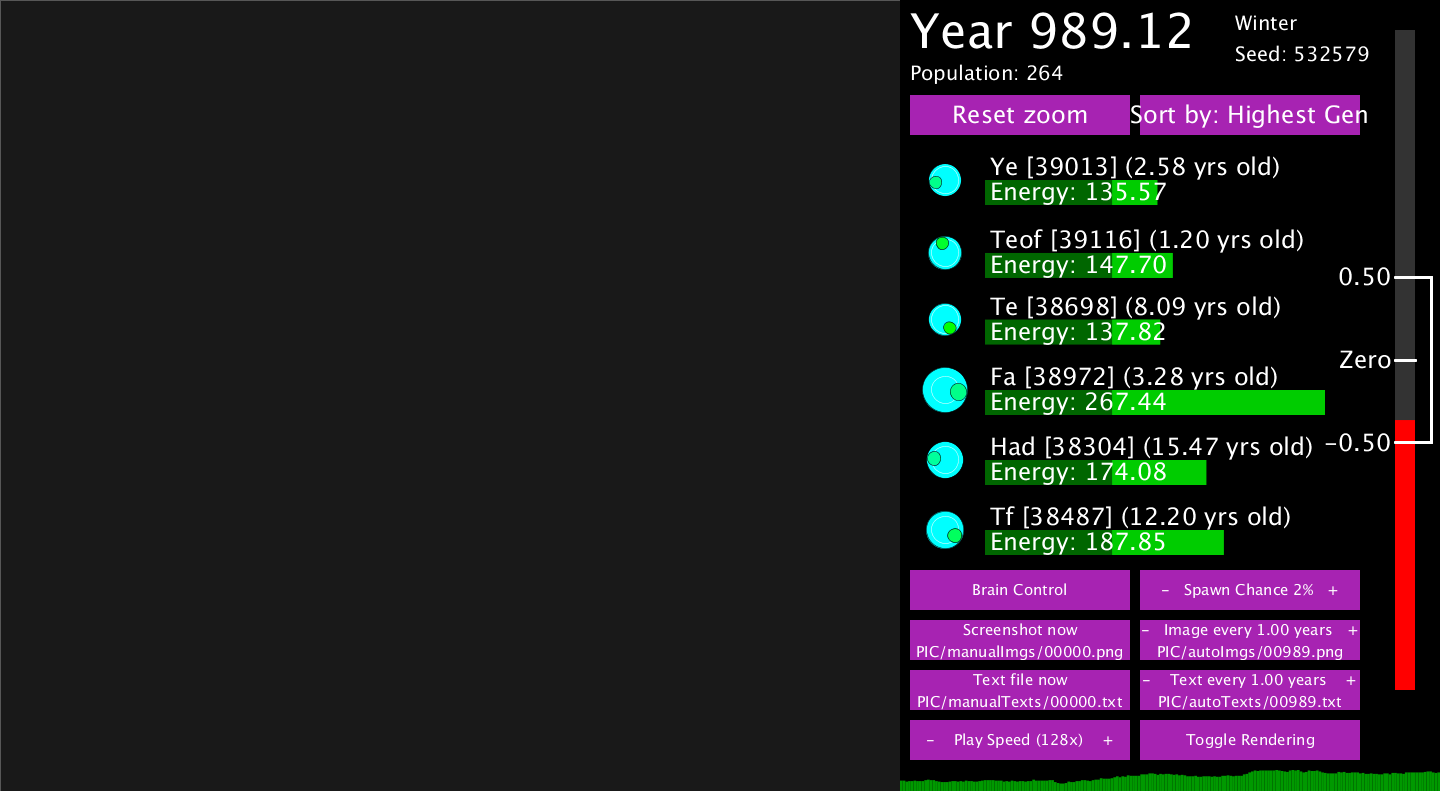 Year 989.12
Winter
Seed: 532579
Population: 264
Reset zoom
Sort by: Highest Gen
Ye [39013] (2.58 yrs old)
Energy: 135.57
Teof [39116] (1.20 yrs old)
Energy: 147.70
Te [38698] (8.09 yrs old)
Energy: 137.82
Fa [38972] (3.28 yrs old)
Energy: 267.44
Had [38304] (15.47 yrs old)
Energy: 174.08
Tf [38487] (12.20 yrs old)
Energy: 187.85
0.50
Zero
-0.50
Brain Control
- Spawn Chance 2% +
Screenshot now
PIC/manualImgs/00000.png
- Image every 1.00 years +
PIC/autoImgs/00989.png
Text file now
PIC/manualTexts/00000.txt
- Text every 1.00 years +
PIC/autoTexts/00989.txt
- Play Speed (128x) +
Toggle Rendering